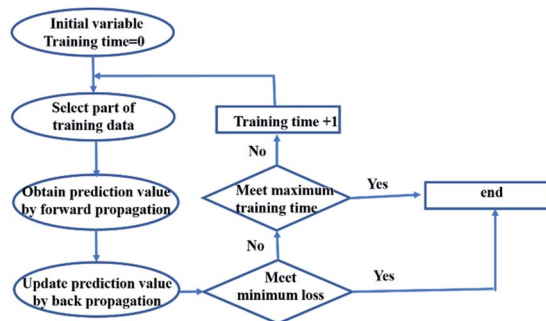 Initial variable
Training time=0
Select part of
training data
Obtain prediction value
by forward propagation
Update prediction value
by back propagation
Meet
minimum loss
Yes
No
Meet maximum
training time
Yes
No
Training time +1
end